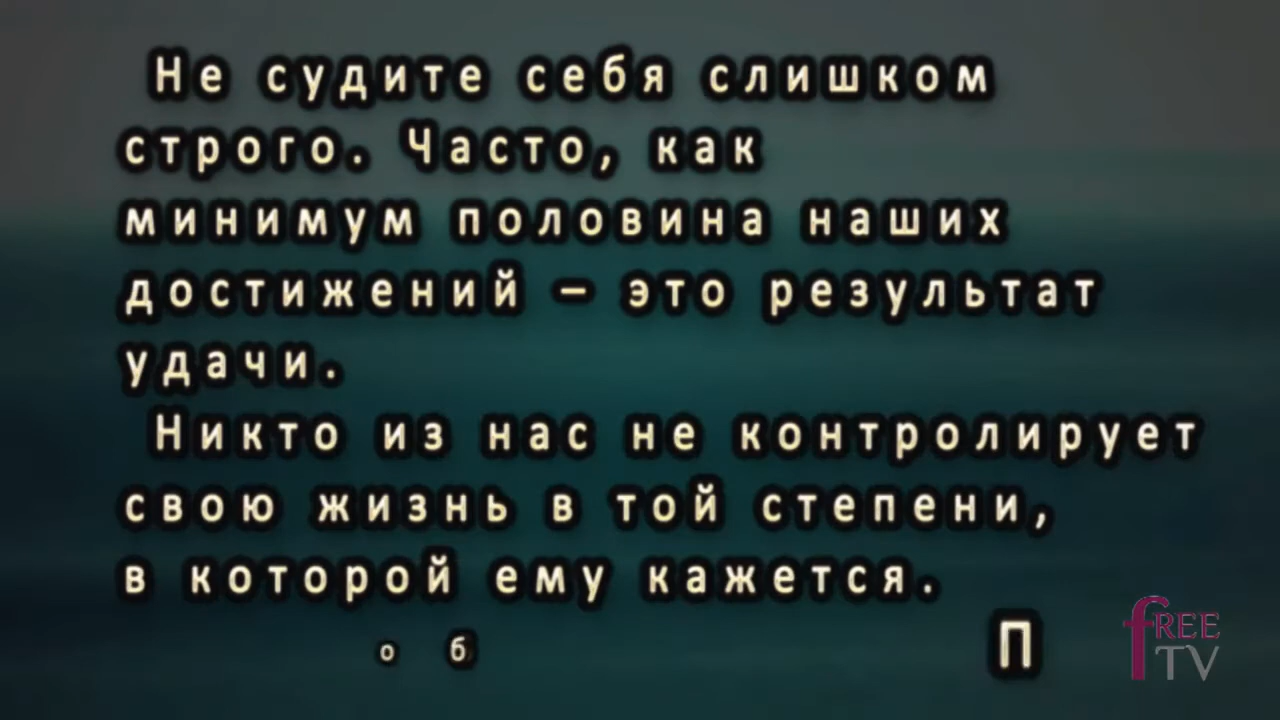 Не судите себя слишком
строго. Часто, как
минимум половина наших
достижений – это результат
удачи.
Никто из нас не контролирует
свою жизнь в той степени,
в которой ему кажется.
о б П
fREE
TV